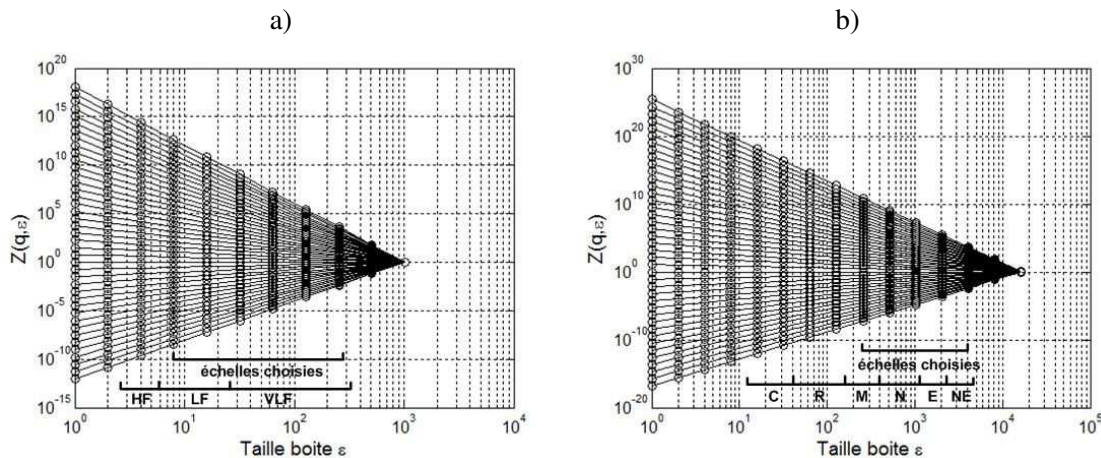 a)
b)
10^20
10^15
10^10
10^5
10^0
10^-5
10^-10
10^-15
Z(q,ε)
échelles choisies
HF LF VLF
10^0 10^1 10^2 10^3 10^4
Taille boite ε
10^30
10^20
10^10
10^0
10^-10
10^-20
Z(q,ε)
échelles choisies
C R M N E NE
10^0 10^1 10^2 10^3 10^4 10^5
Taille boite ε